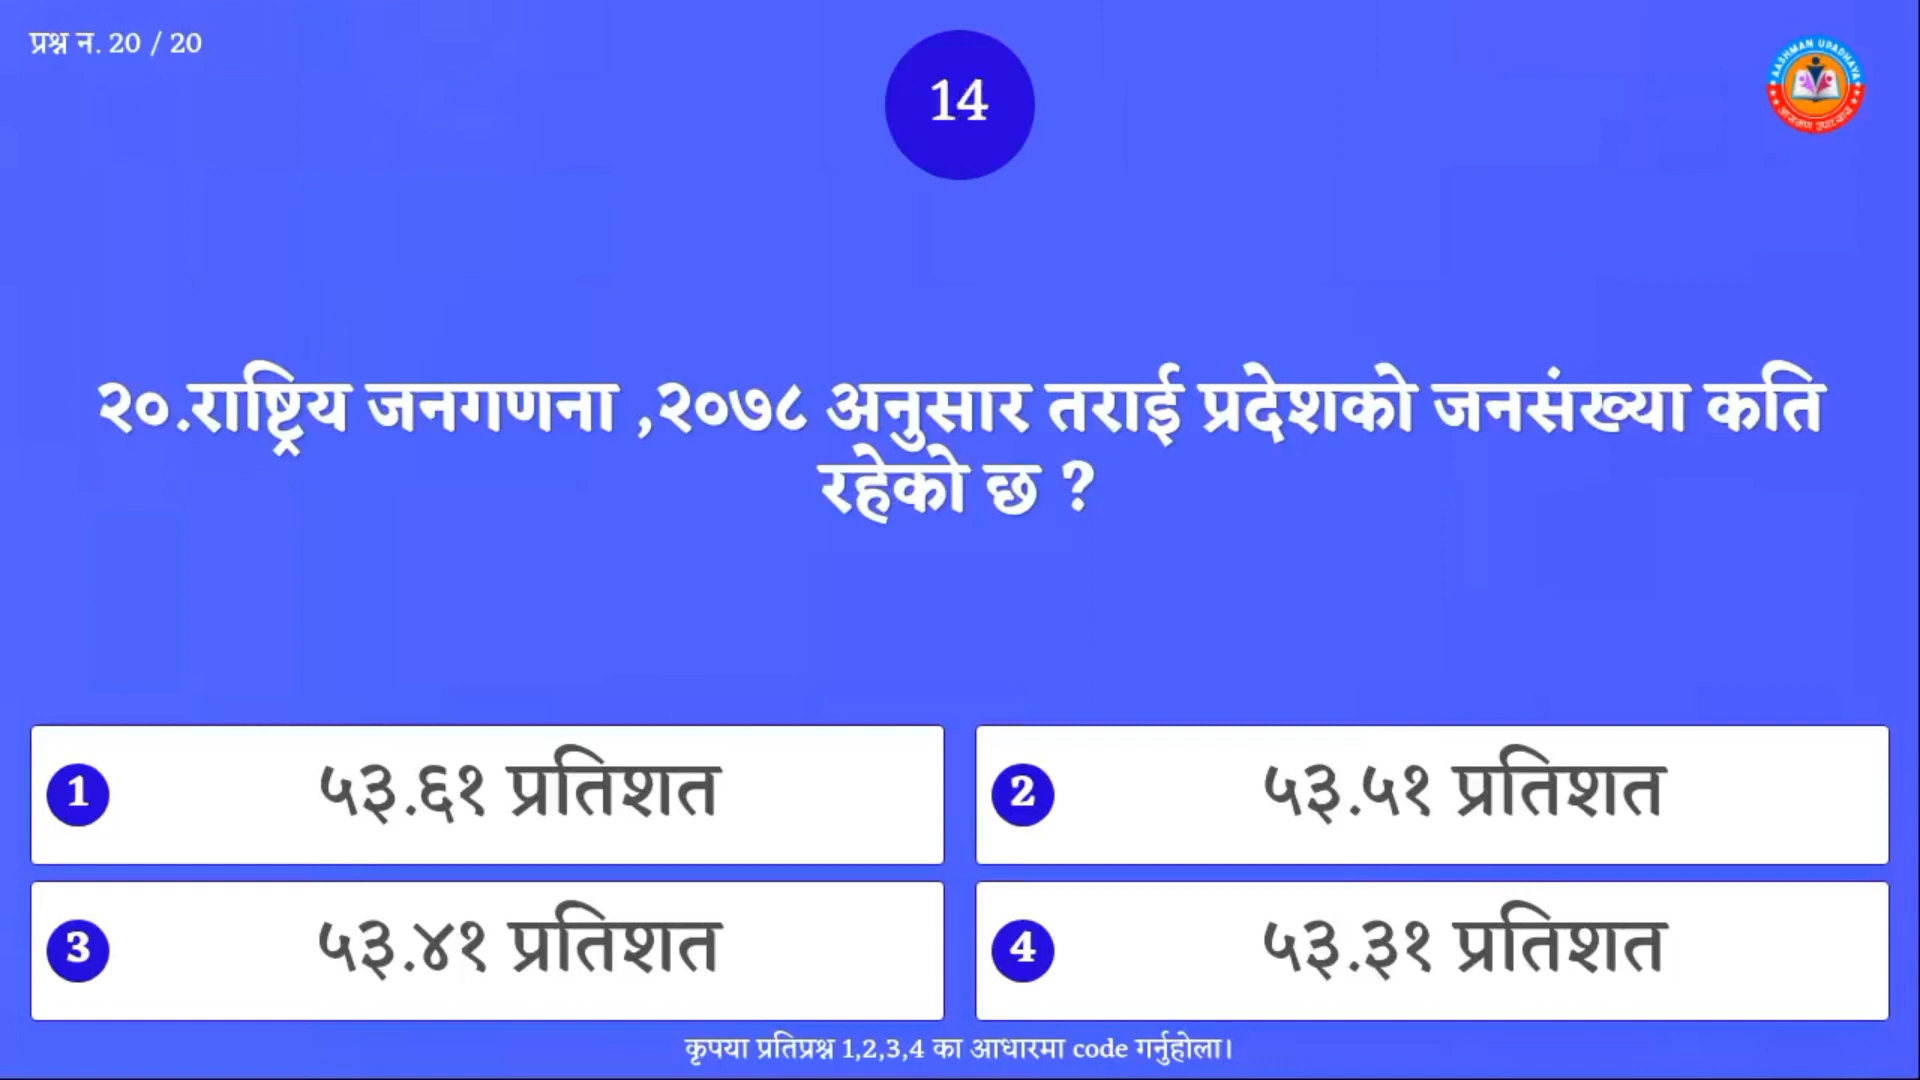 प्रश्न न. 20 / 20
14
AASHMAN UPADHAYA
२०.राष्ट्रिय जनगणना ,२०७८ अनुसार तराई प्रदेशको जनसंख्या कति
रहेको छ ?
1 ५३.६१ प्रतिशत
2 ५३.५१ प्रतिशत
3 ५३.४१ प्रतिशत
4 ५३.३१ प्रतिशत
कृपया प्रतिप्रश्न 1,2,3,4 का आधारमा code गर्नुहोला।